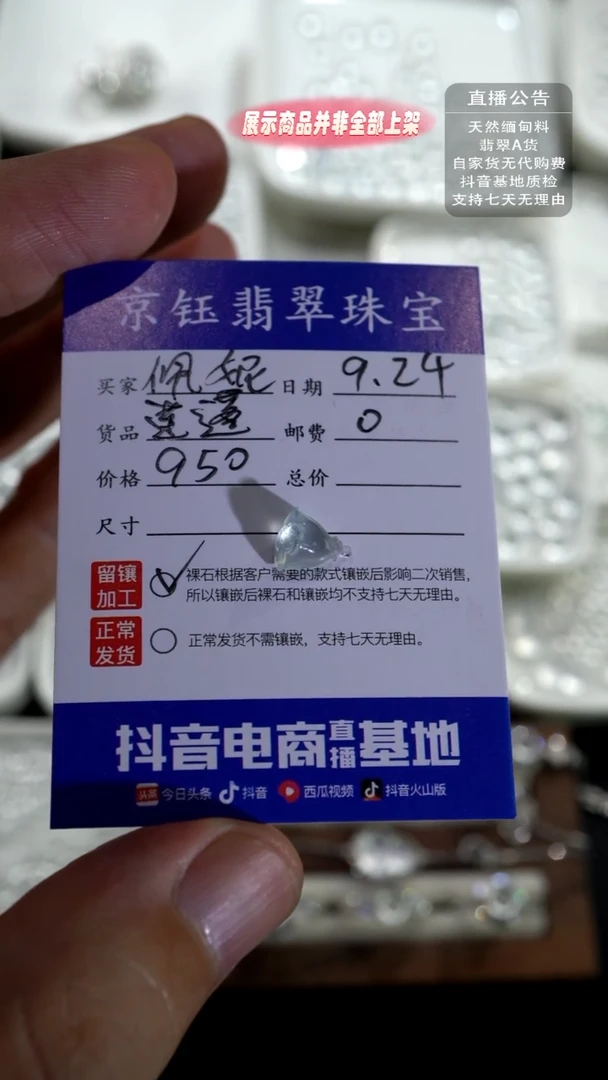 展示商品并非全部上架
直播公告
天然缅甸料
翡翠A货
自家货无代购费
抖音基地质检
支持七天无理由
京钰翡翠珠宝
买家 佩妮 日期 9.24
货品 莲蓬 邮费 0
价格 950 总价
尺寸
留镶加工 裸石根据客户需要的款式镶嵌后影响二次销售，
所以镶嵌后裸石和镶嵌均不支持七天无理由。
正常发货 正常发货不需镶嵌，支持七天无理由。
抖音电商直播基地
头条 今日头条 抖音 西瓜视频 抖音火山版